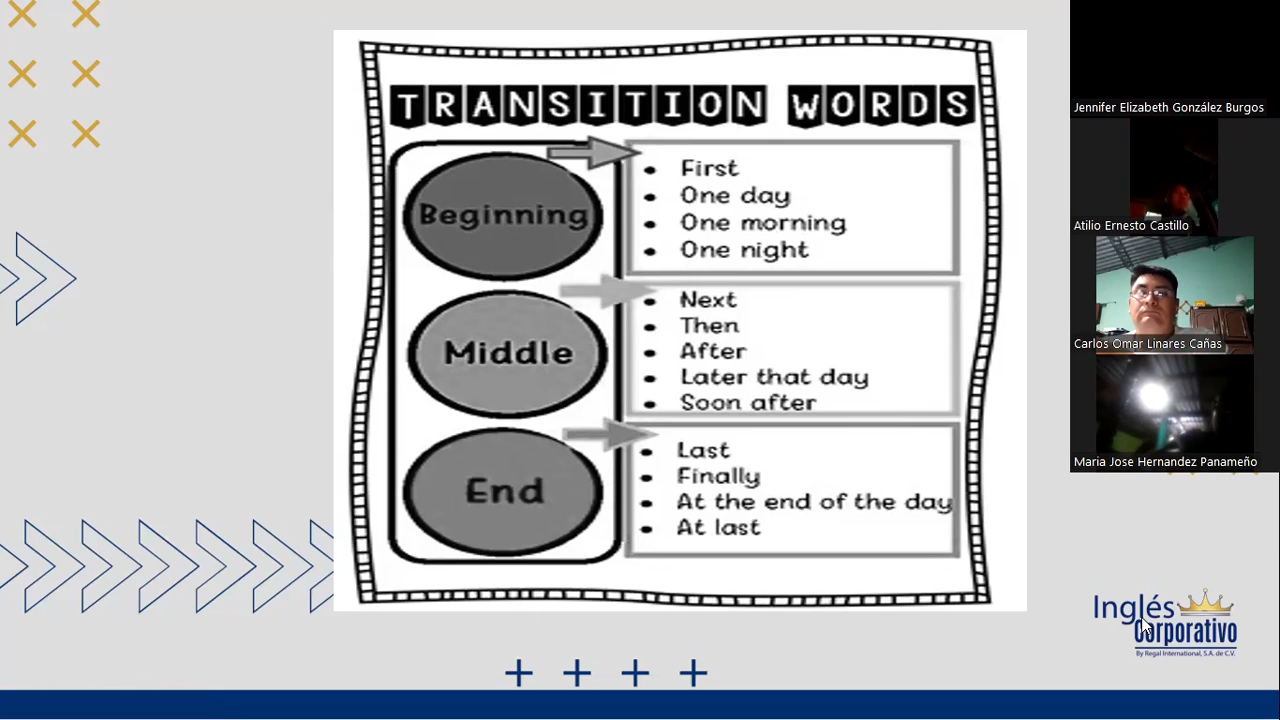 TRANSITION WORDS
Beginning
First
One day
One morning
One night
Middle
Next
Then
After
Later that day
Soon after
End
Last
Finally
At the end of the day
At last
Jennifer Elizabeth González Burgos
Atilio Ernesto Castillo
Carlos Omar Linares Cañas
Maria Jose Hernandez Panameño
Inglés
Corporativo
By Regal International, S.A. de C.V.